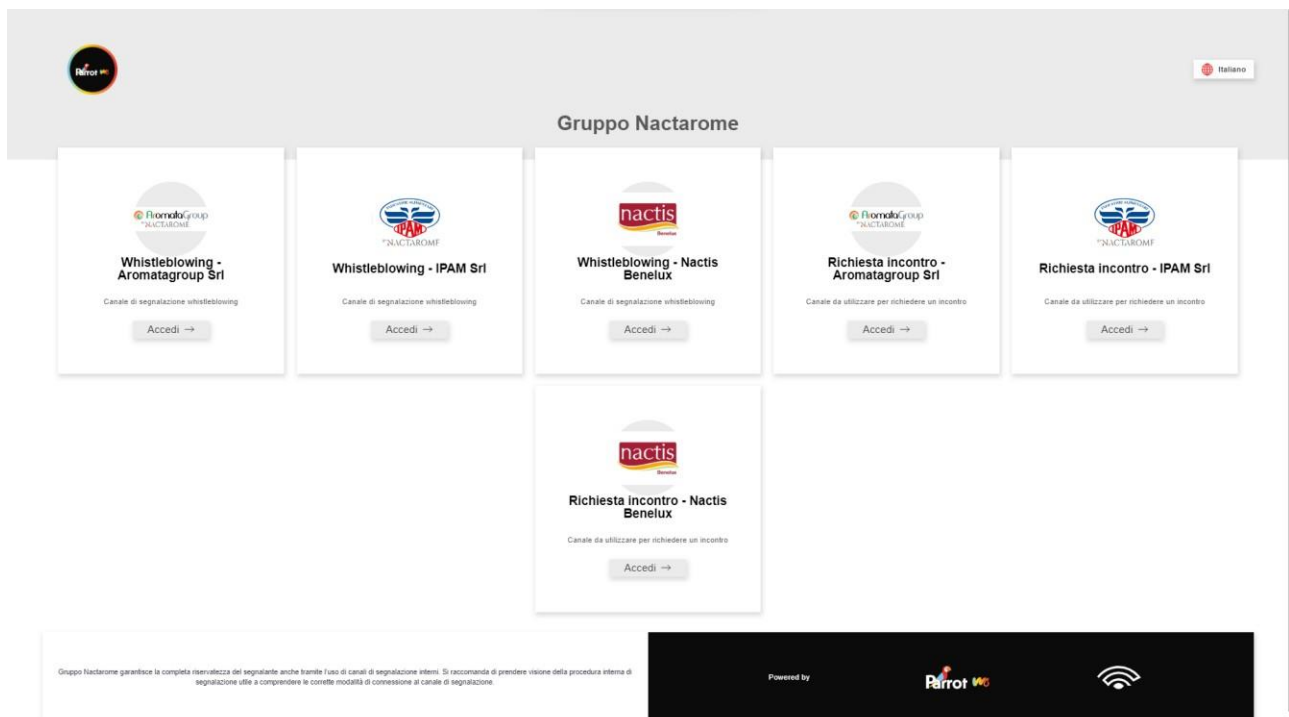 Parrot WB
Italiano
Gruppo Nactarome
AromataGroup
NACTAROME
Whistleblowing -
Aromatagroup Srl
Canale di segnalazione whistleblowing
Accedi →
IPAM
NACTAROME
Whistleblowing - IPAM Srl
Canale di segnalazione whistleblowing
Accedi →
nactis
Benelux
Whistleblowing - Nactis
Benelux
Canale di segnalazione whistleblowing
Accedi →
AromataGroup
NACTAROME
Richiesta incontro -
Aromatagroup Srl
Canale da utilizzare per richiedere un incontro
Accedi →
IPAM
NACTAROME
Richiesta incontro - IPAM Srl
Canale da utilizzare per richiedere un incontro
Accedi →
nactis
Benelux
Richiesta incontro - Nactis
Benelux
Canale da utilizzare per richiedere un incontro
Accedi →
Gruppo Nactarome garantisce la completa riservatezza del segnalante anche tramite l'uso di canali di segnalazione interni. Si raccomanda di prendere visione della procedura interna di
segnalazione utile a comprendere le corrette modalità di connessione al canale di segnalazione.
Powered by
Parrot WB